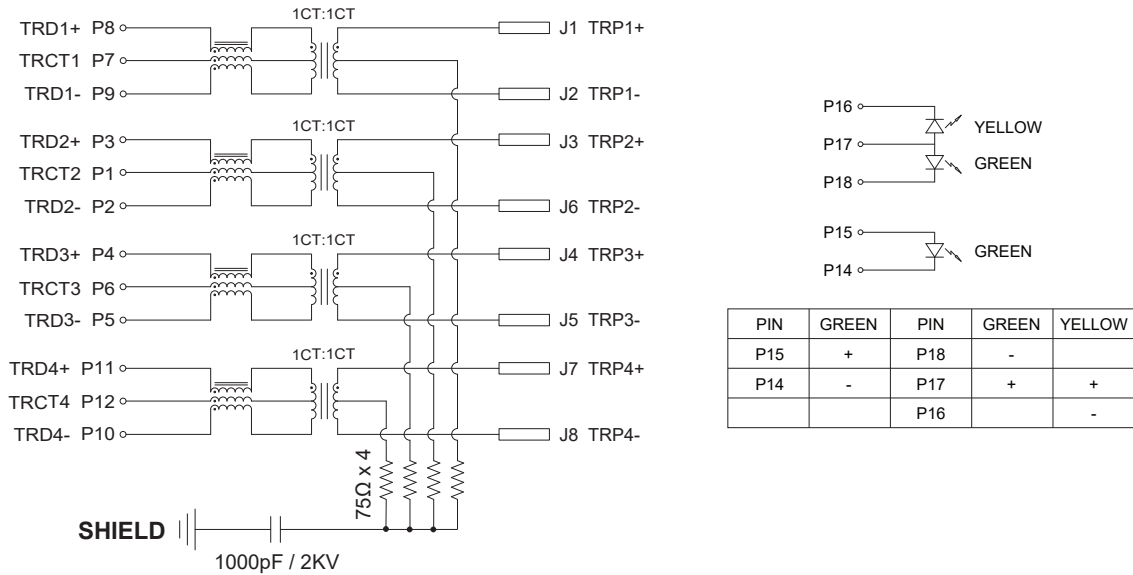 1CT:1CT
TRD1+ P8 J1 TRP1+
TRCT1 P7
TRD1- P9 J2 TRP1-
1CT:1CT
TRD2+ P3 J3 TRP2+
TRCT2 P1
TRD2- P2 J6 TRP2-
1CT:1CT
TRD3+ P4 J4 TRP3+
TRCT3 P6
TRD3- P5 J5 TRP3-
1CT:1CT
TRD4+ P11 J7 TRP4+
TRCT4 P12
TRD4- P10 J8 TRP4-
75Ω x 4
SHIELD
1000pF / 2KV
P16
YELLOW
P17
GREEN
P18
P15
GREEN
P14
PIN GREEN PIN GREEN YELLOW
P15 + P18 -
P14 - P17 + +
P16 -